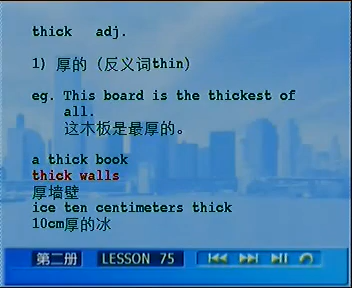 thick adj.
1) 厚的（反义词thin）
eg. This board is the thickest of
all.
这木板是最厚的。
a thick book
thick walls
厚墙壁
ice ten centimeters thick
10cm厚的冰
第二册 LESSON 75